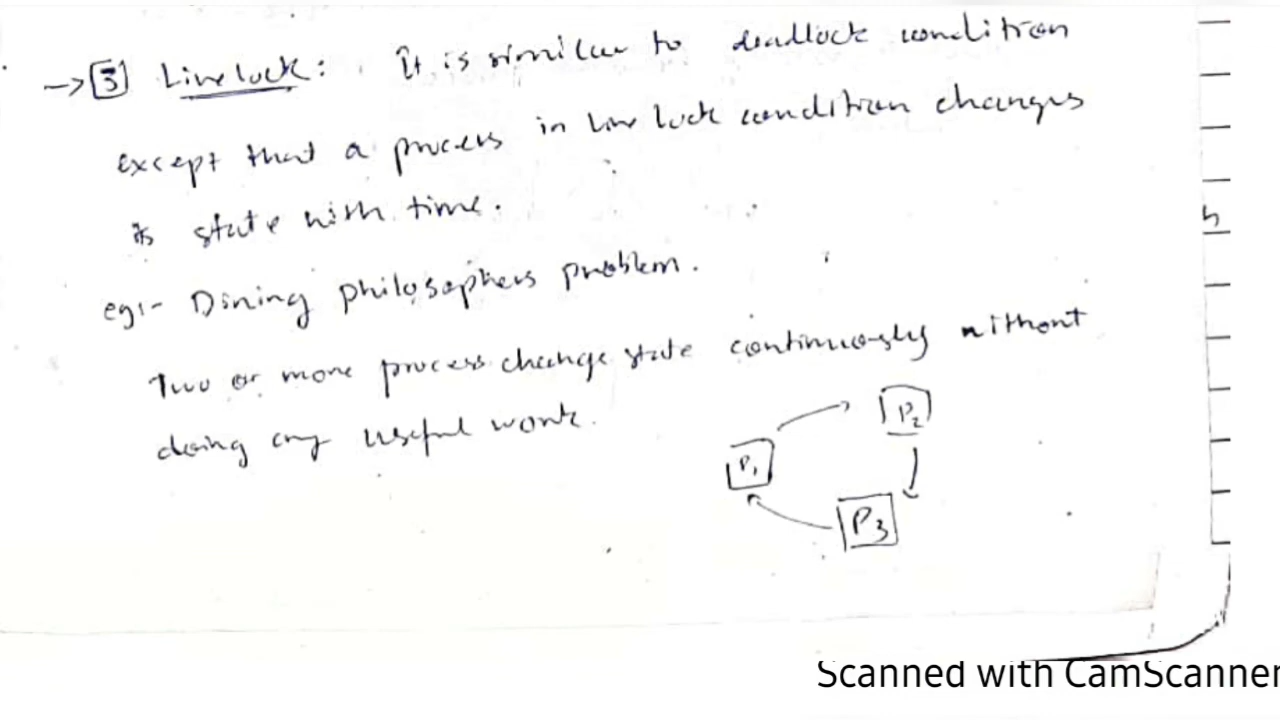 → 3 Livelock: It is similar to deadlock condition
except that a process in live lock condition changes
its state with time.
eg:- Dining philosophers problem.
Two or more process change state continuously without
doing any useful work.
P1
P2
P3
Scanned with CamScanner